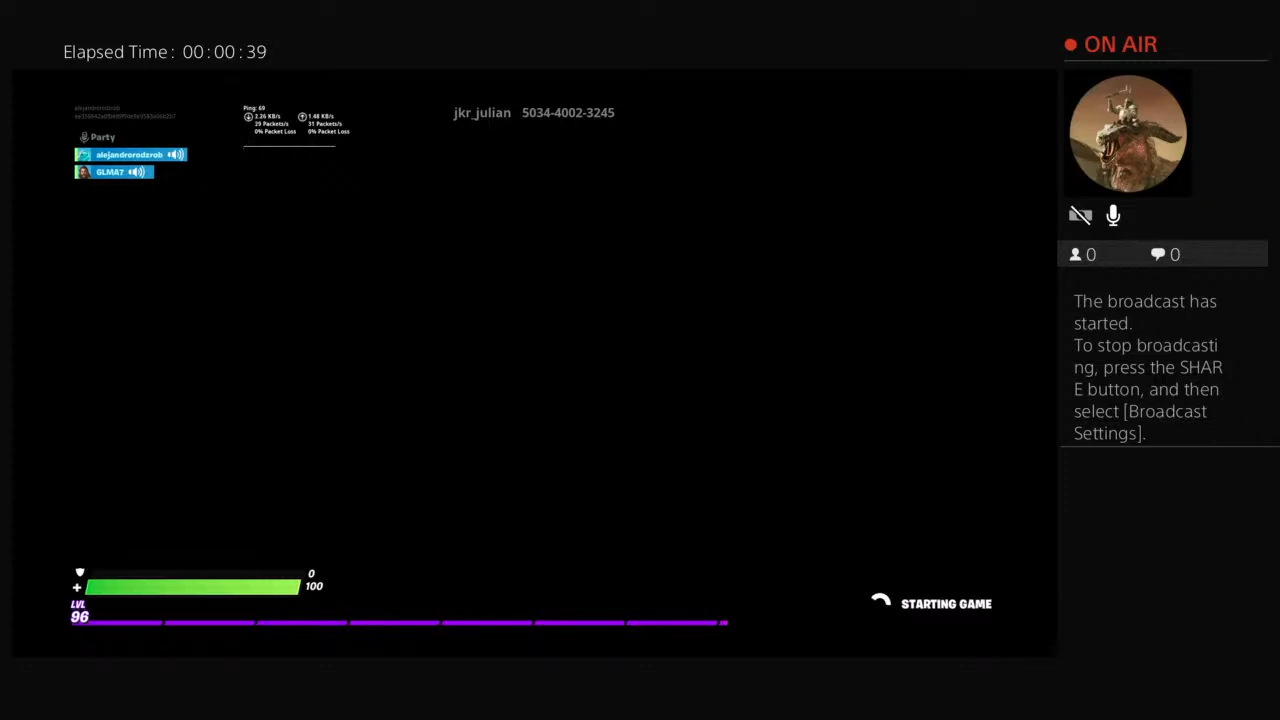 Elapsed Time: 00:00:39
ON AIR
alejandrorodzrob
Ping: 69
2.26 KB/s 1.48 KB/s
29 Packets/s 31 Packets/s
0% Packet Loss 0% Packet Loss
jkr_julian 5034-4002-3245
Party
alejandrorodzrob
GLMA7
0 0
The broadcast has
started.
To stop broadcasti
ng, press the SHAR
E button, and then
select [Broadcast
Settings].
0
100
LVL
96
STARTING GAME